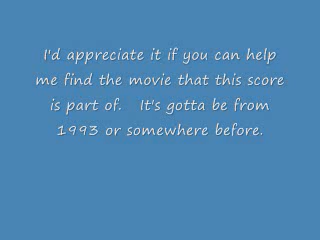 I'd appreciate it if you can help
me find the movie that this score
is part of.   It's gotta be from
1993 or somewhere before.